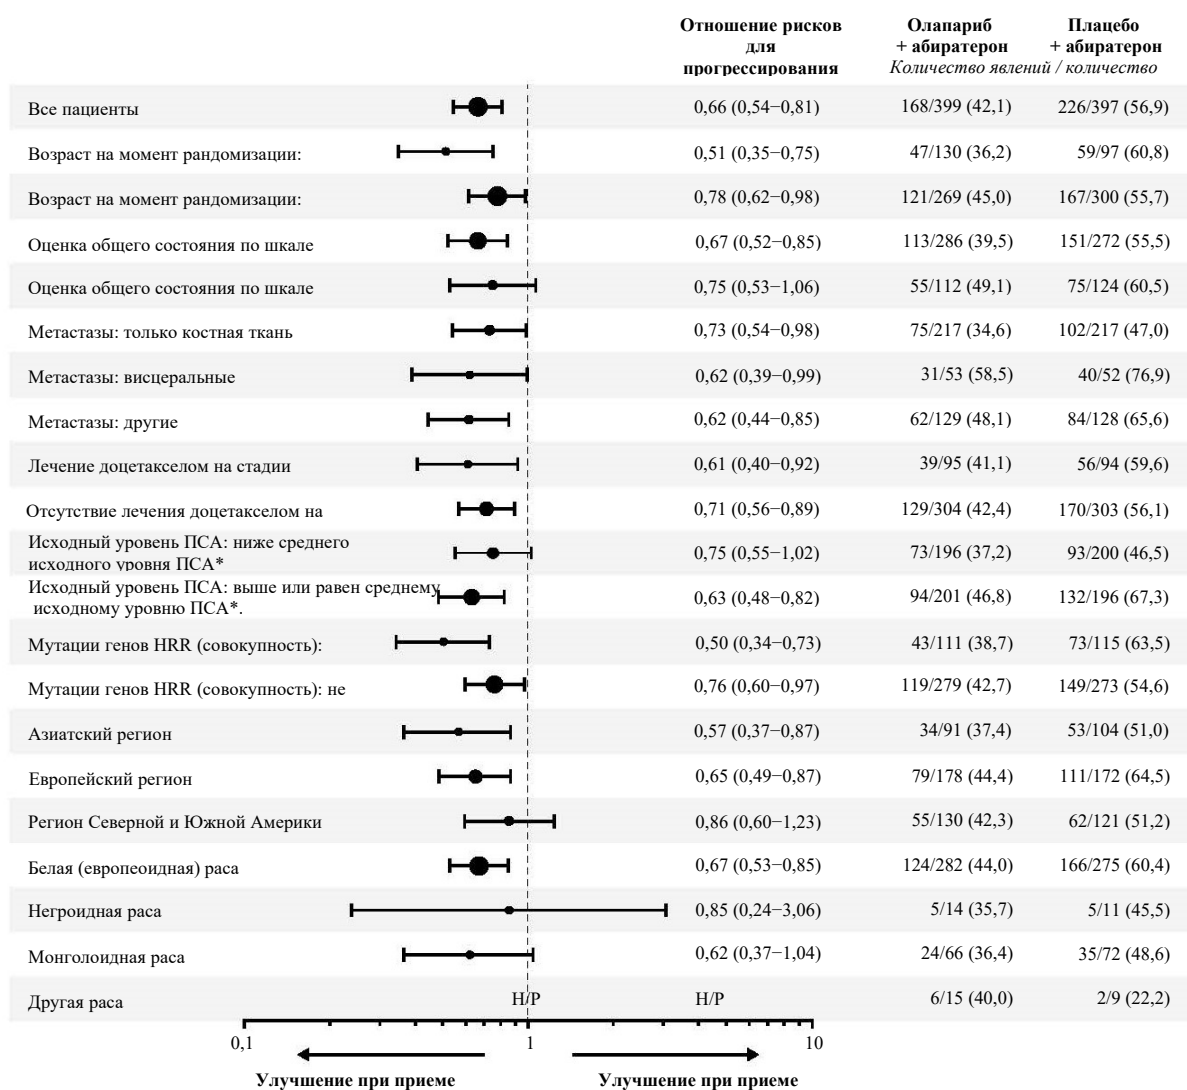 Отношение рисков для прогрессирования
Олапариб + абиратерон
Плацебо + абиратерон
Количество явлений / количество
Все пациенты 0,66 (0,54−0,81) 168/399 (42,1) 226/397 (56,9)
Возраст на момент рандомизации: 0,51 (0,35−0,75) 47/130 (36,2) 59/97 (60,8)
Возраст на момент рандомизации: 0,78 (0,62−0,98) 121/269 (45,0) 167/300 (55,7)
Оценка общего состояния по шкале 0,67 (0,52−0,85) 113/286 (39,5) 151/272 (55,5)
Оценка общего состояния по шкале 0,75 (0,53−1,06) 55/112 (49,1) 75/124 (60,5)
Метастазы: только костная ткань 0,73 (0,54−0,98) 75/217 (34,6) 102/217 (47,0)
Метастазы: висцеральные 0,62 (0,39−0,99) 31/53 (58,5) 40/52 (76,9)
Метастазы: другие 0,62 (0,44−0,85) 62/129 (48,1) 84/128 (65,6)
Лечение доцетакселом на стадии 0,61 (0,40−0,92) 39/95 (41,1) 56/94 (59,6)
Отсутствие лечения доцетакселом на 0,71 (0,56−0,89) 129/304 (42,4) 170/303 (56,1)
Исходный уровень ПСА: ниже среднего
исходного уровня ПСА* 0,75 (0,55−1,02) 73/196 (37,2) 93/200 (46,5)
Исходный уровень ПСА: выше или равен среднему
исходному уровню ПСА*. 0,63 (0,48−0,82) 94/201 (46,8) 132/196 (67,3)
Мутации генов HRR (совокупность): 0,50 (0,34−0,73) 43/111 (38,7) 73/115 (63,5)
Мутации генов HRR (совокупность): не 0,76 (0,60−0,97) 119/279 (42,7) 149/273 (54,6)
Азиатский регион 0,57 (0,37−0,87) 34/91 (37,4) 53/104 (51,0)
Европейский регион 0,65 (0,49−0,87) 79/178 (44,4) 111/172 (64,5)
Регион Северной и Южной Америки 0,86 (0,60−1,23) 55/130 (42,3) 62/121 (51,2)
Белая (европеоидная) раса 0,67 (0,53−0,85) 124/282 (44,0) 166/275 (60,4)
Негроидная раса 0,85 (0,24−3,06) 5/14 (35,7) 5/11 (45,5)
Монголоидная раса 0,62 (0,37−1,04) 24/66 (36,4) 35/72 (48,6)
Другая раса Н/Р Н/Р 6/15 (40,0) 2/9 (22,2)
0,1 1 10
Улучшение при приеме Улучшение при приеме